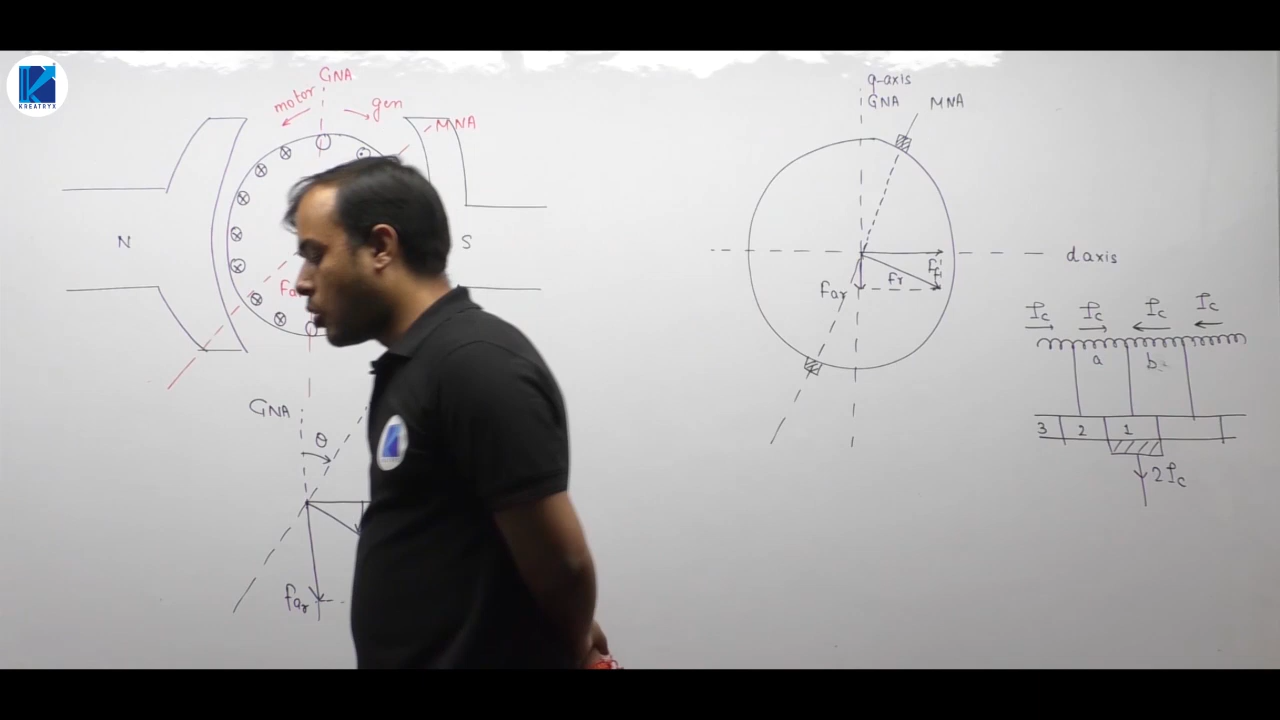 KREATRYX
GNA
motor
gen
MNA
N
S
GNA
θ
Far
q-axis
GNA
MNA
d axis
Far
Fr
Ff
Ic
Ic
Ic
Ic
a
b
3
2
1
2Ic